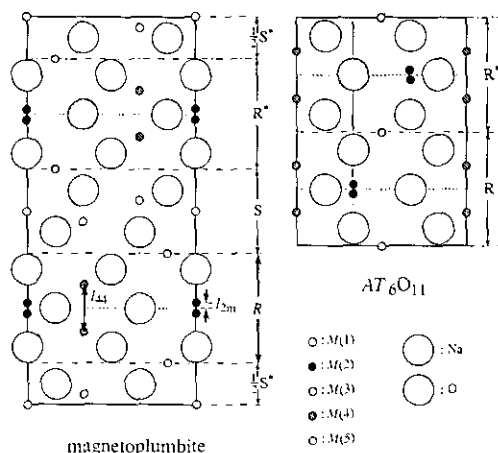 ½S*
R*
S
R
½S*
l44
l2m
magnetoplumbite
R*
R
AT6O11
: M(1)
: M(2)
: M(3)
: M(4)
: M(5)
: Na
: O